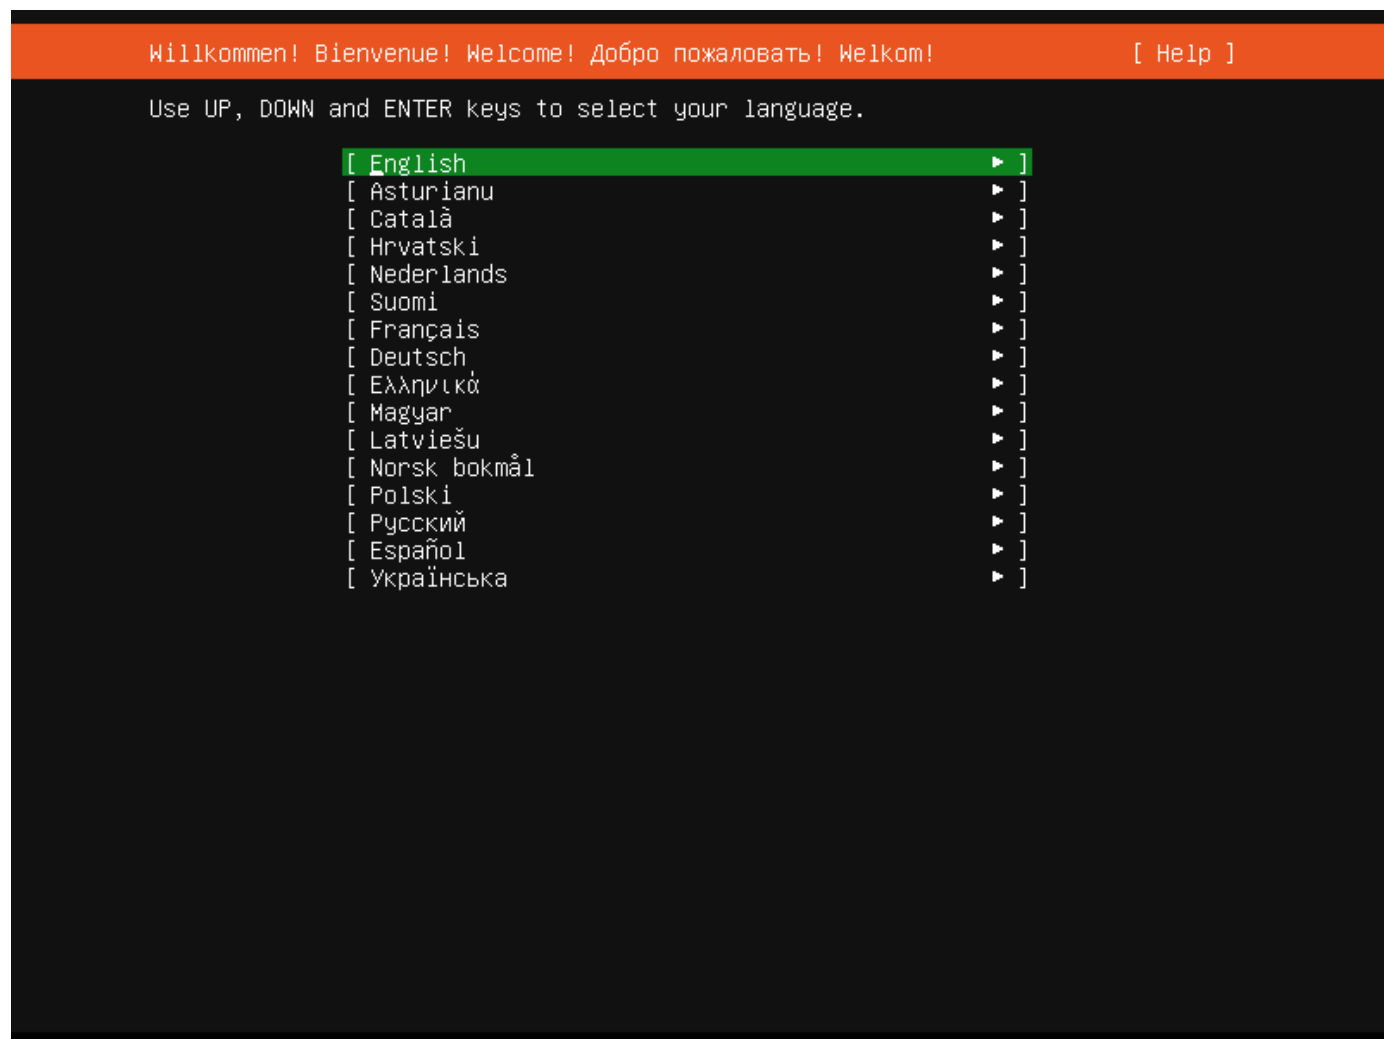 Willkommen! Bienvenue! Welcome! Добро пожаловать! Welkom! [ Help ]
Use UP, DOWN and ENTER keys to select your language.
[ English ► ]
[ Asturianu ► ]
[ Català ► ]
[ Hrvatski ► ]
[ Nederlands ► ]
[ Suomi ► ]
[ Français ► ]
[ Deutsch ► ]
[ Ελληνικά ► ]
[ Magyar ► ]
[ Latviešu ► ]
[ Norsk bokmål ► ]
[ Polski ► ]
[ Русский ► ]
[ Español ► ]
[ Українська ► ]